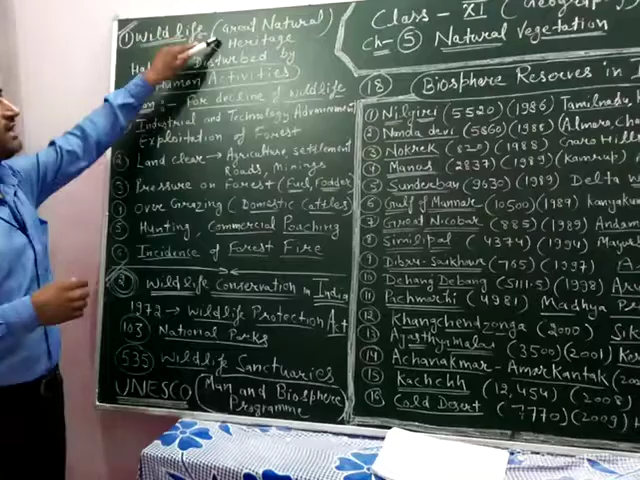 ① Wildlife (Great Natural)
Heritage
Disturbed by
Human Activities)
For decline of wildlife
Industrial and Technology Advancement
Exploitation of Forest
② Land clear → Agriculture, settlement
Roads, Minings
③ Pressure on Forest (Fuel, Fodder
④ Over Grazing (Domestic Cattles)
⑤ Hunting Commercial Poaching
⑥ Incidence of Forest Fire
② Wildlife Conservation in India
1972 → Wildlife Protection Act
103 National Parks
535 Wildlife Sanctuaries
UNESCO (Man and Biosphere
Programme
Class - XI (Geography
Ch - ⑤ Natural Vegetation
18 (Biosphere Reserves in
① Nilgiri (5520) (1986) Tamilnadu,
② Nanda devi (5860) (1988) (Almora,
③ Nokrek (820) (1988) Garo Hills
④ Manas (2837) (1989) (Kamrup)
⑤ Sunderban (9630) (1989) Delta
⑥ Gulf of Mannar (10500) (1989) Kanyaku
⑦ Great Nicobar (885) (1989) Andam
⑧ Similipal (4374) (1994) Mayu
⑨ Dibru-saikhowa (765) (1997)
⑩ Dehang Debang (5111.5) (1998)
⑪ Pachmarhi (4981) Madhya
⑫ Khangchendzonga (2000)
⑬ Agasthyamalai (3500) (2001)
⑭ Achanakmar - Amarkantak
⑮ Kachchh (12,454) (2008)
⑯ Cold Desert (7770) (2009)